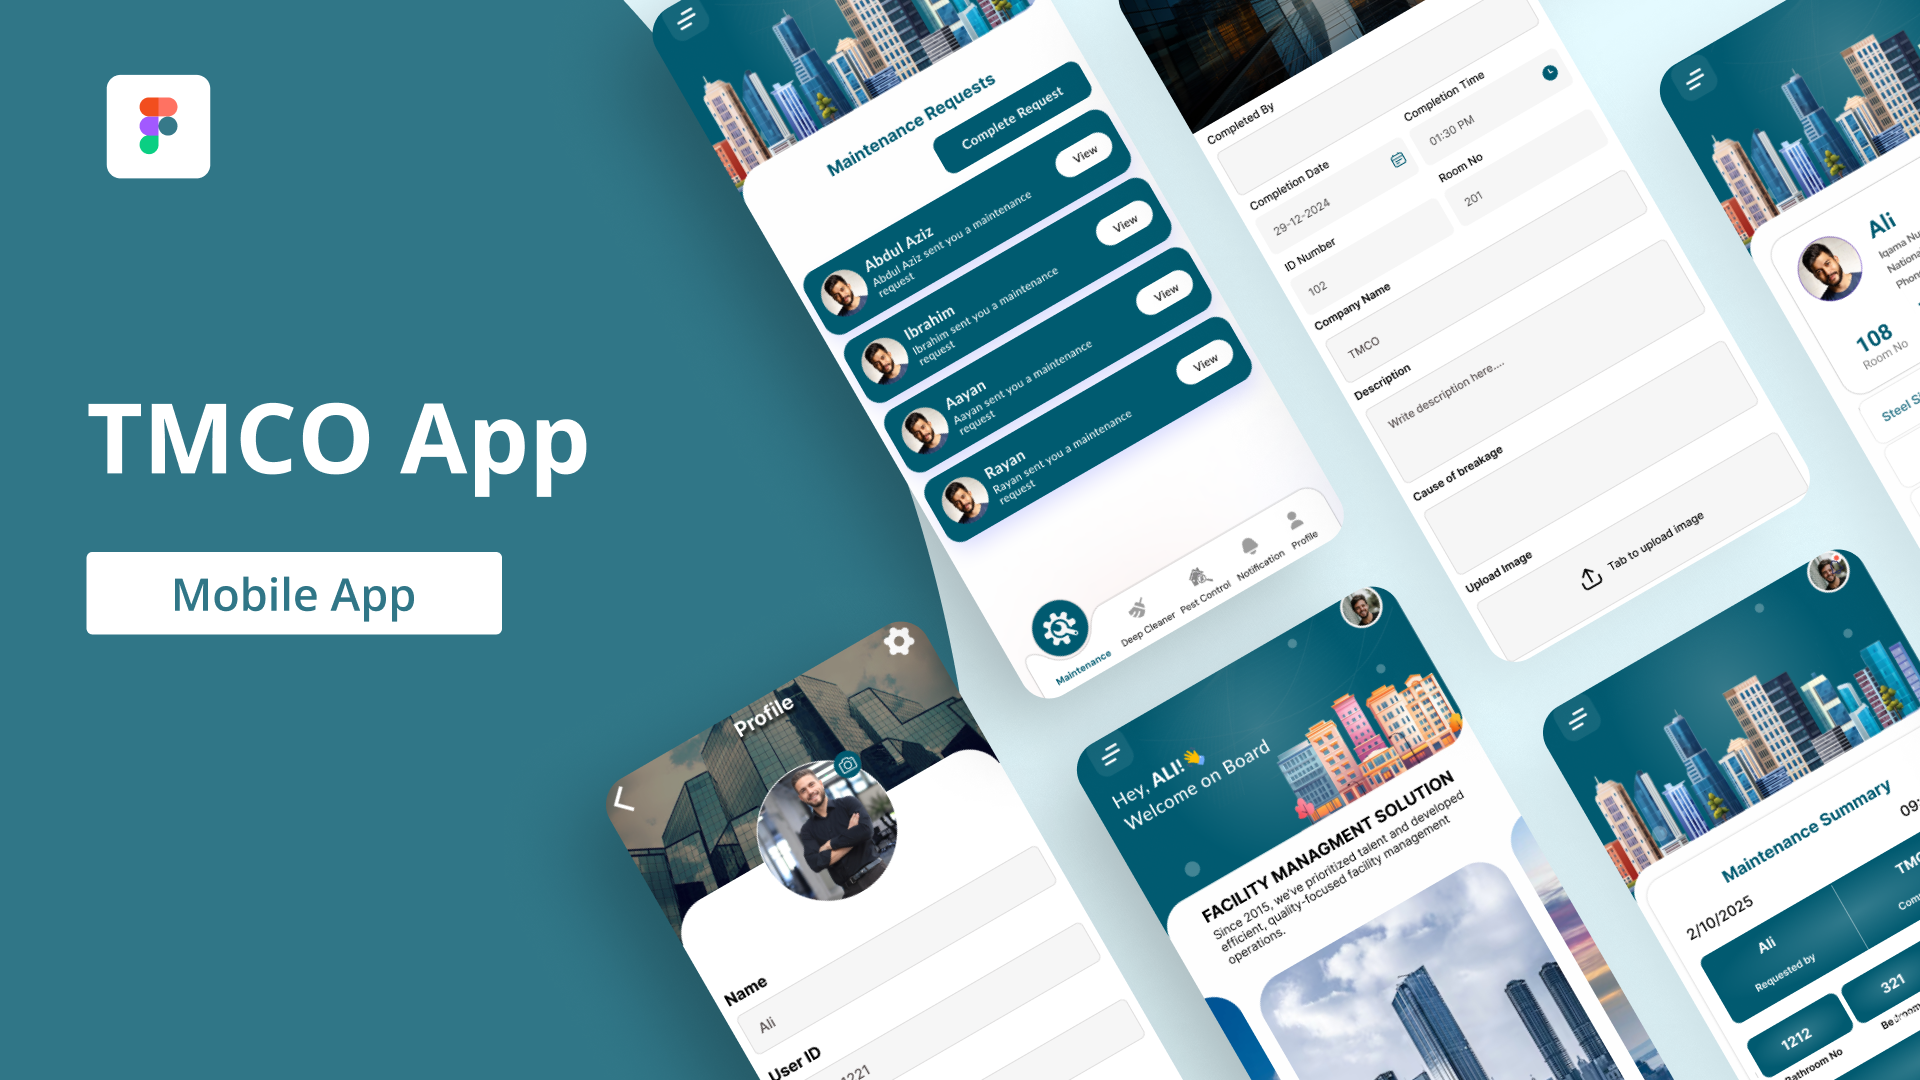 TMCO App
Mobile App
Maintenance Requests
Complete Request
Abdul Aziz
Abdul Aziz sent you a maintenance
request
View
Ibrahim
Ibrahim sent you a maintenance
request
View
Aayan
Aayan sent you a maintenance
request
View
Rayan
Rayan sent you a maintenance
request
View
Maintenance
Deep Cleaner
Pest Control
Notification
Profile
Completed By
Completion Date
Completion Time
29-12-2024
01:30 PM
ID Number
Room No
102
201
Company Name
TMCO
Description
Write description here....
Cause of breakage
Upload Image
Tab to upload image
Ali
Iqama Nu
Nationa
Phon
108
Room No
Steel S
Profile
Name
Ali
User ID
1221
Hey, ALI!
Welcome on Board
FACILITY MANAGMENT SOLUTION
Since 2015, we've prioritized talent and developed
efficient, quality-focused facility management
operations.
Maintenance Summary
2/10/2025
09:
Ali
Requested by
TMC
Com
1212
321
Bathroom No